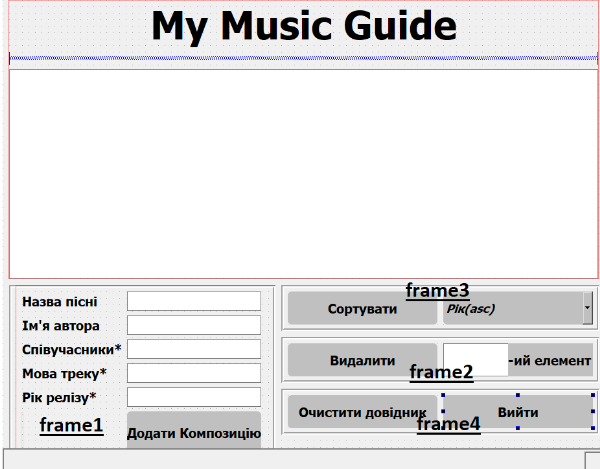 My Music Guide
Назва пісні
Ім'я автора
Співучасники*
Мова треку*
Рік релізу*
frame1
Додати Композицію
frame3
Сортувати
Рік(asc)
Видалити
-ий елемент
frame2
Очистити довідник
Вийти
frame4